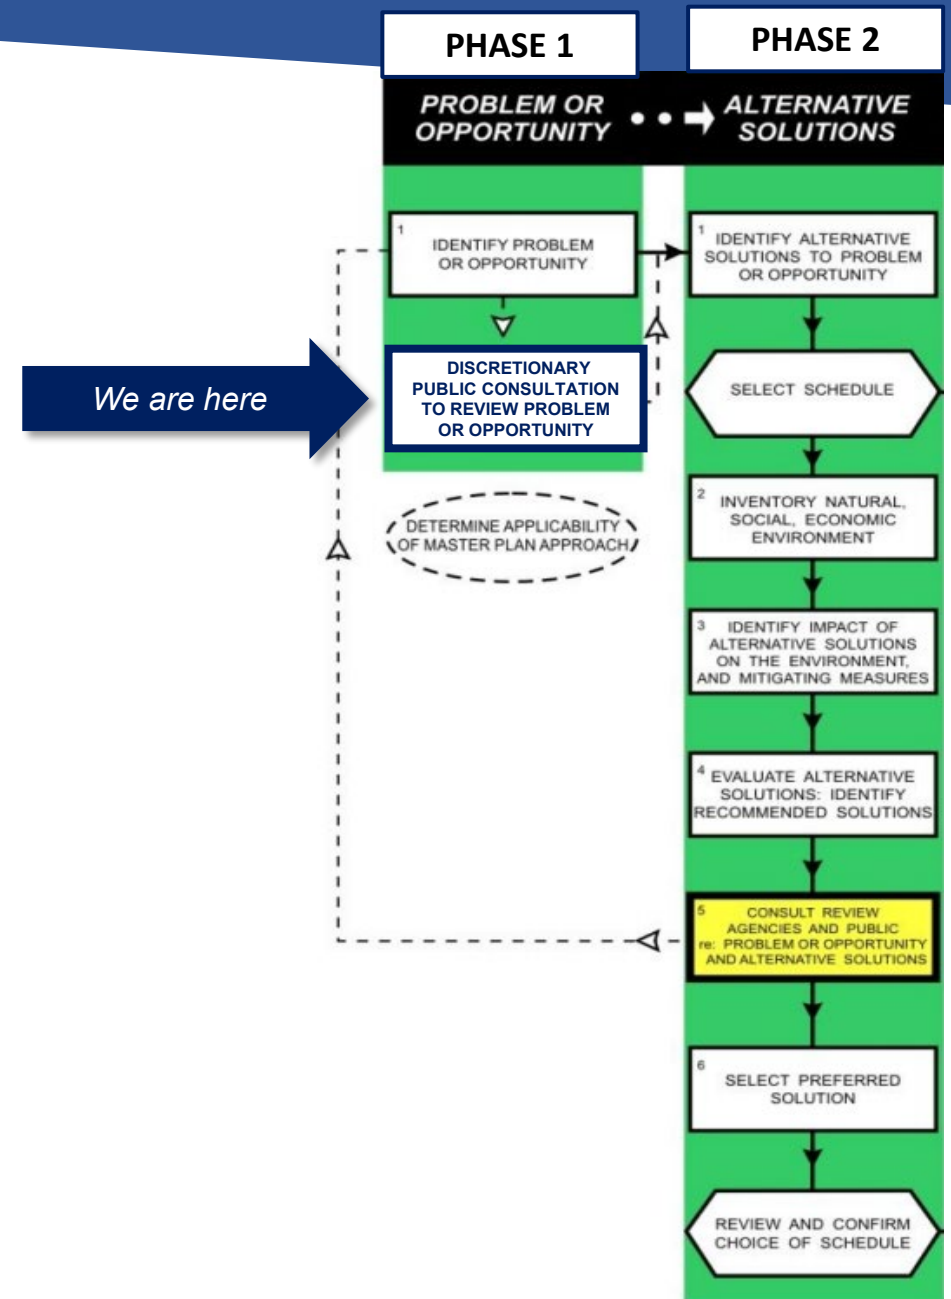 PHASE 1
PHASE 2
PROBLEM OR
OPPORTUNITY
ALTERNATIVE
SOLUTIONS
1
IDENTIFY PROBLEM
OR OPPORTUNITY
We are here
DISCRETIONARY
PUBLIC CONSULTATION
TO REVIEW PROBLEM
OR OPPORTUNITY
DETERMINE APPLICABILITY
OF MASTER PLAN APPROACH
1
IDENTIFY ALTERNATIVE
SOLUTIONS TO PROBLEM
OR OPPORTUNITY
SELECT SCHEDULE
2
INVENTORY NATURAL,
SOCIAL, ECONOMIC
ENVIRONMENT
3
IDENTIFY IMPACT OF
ALTERNATIVE SOLUTIONS
ON THE ENVIRONMENT,
AND MITIGATING MEASURES
4
EVALUATE ALTERNATIVE
SOLUTIONS: IDENTIFY
RECOMMENDED SOLUTIONS
5
CONSULT REVIEW
AGENCIES AND PUBLIC
re: PROBLEM OR OPPORTUNITY
AND ALTERNATIVE SOLUTIONS
6
SELECT PREFERRED
SOLUTION
REVIEW AND CONFIRM
CHOICE OF SCHEDULE